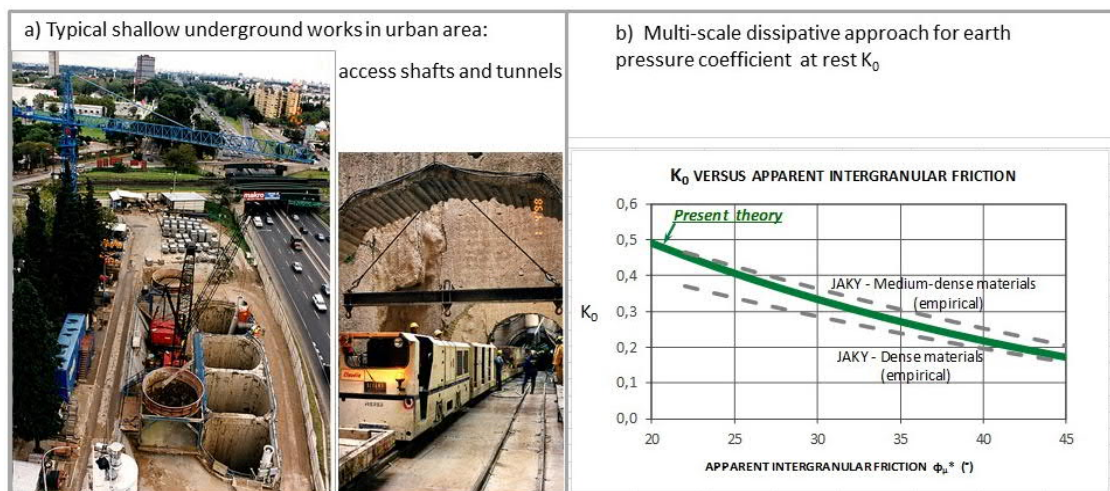 a) Typical shallow underground works in urban area:
access shafts and tunnels
makro
b) Multi-scale dissipative approach for earth
pressure coefficient at rest K₀
K₀ VERSUS APPARENT INTERGRANULAR FRICTION
0,6
Present theory
0,5
0,4
JAKY - Medium-dense materials
(empirical)
K₀
0,3
0,2
JAKY - Dense materials
(empirical)
0,1
0,0
20 25 30 35 40 45
APPARENT INTERGRANULAR FRICTION ϕμ* (°)